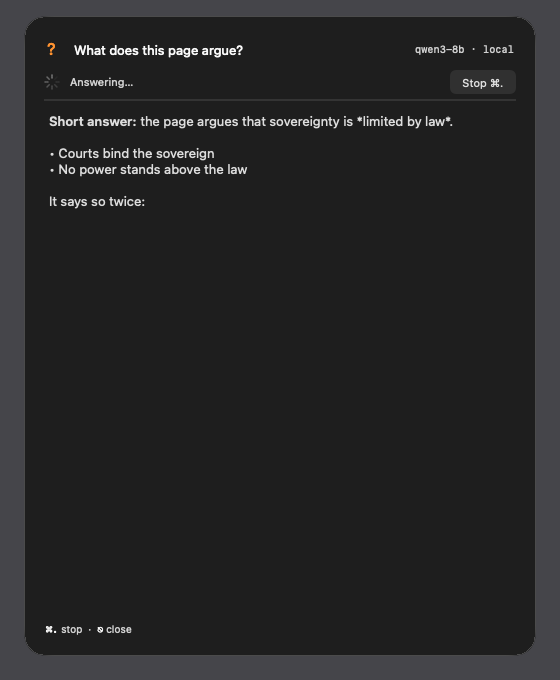 ? What does this page argue? qwen3-8b · local
Answering… Stop ⌘.
Short answer: the page argues that sovereignty is *limited by law*.
• Courts bind the sovereign
• No power stands above the law
It says so twice:
⌘. stop · ⎋ close